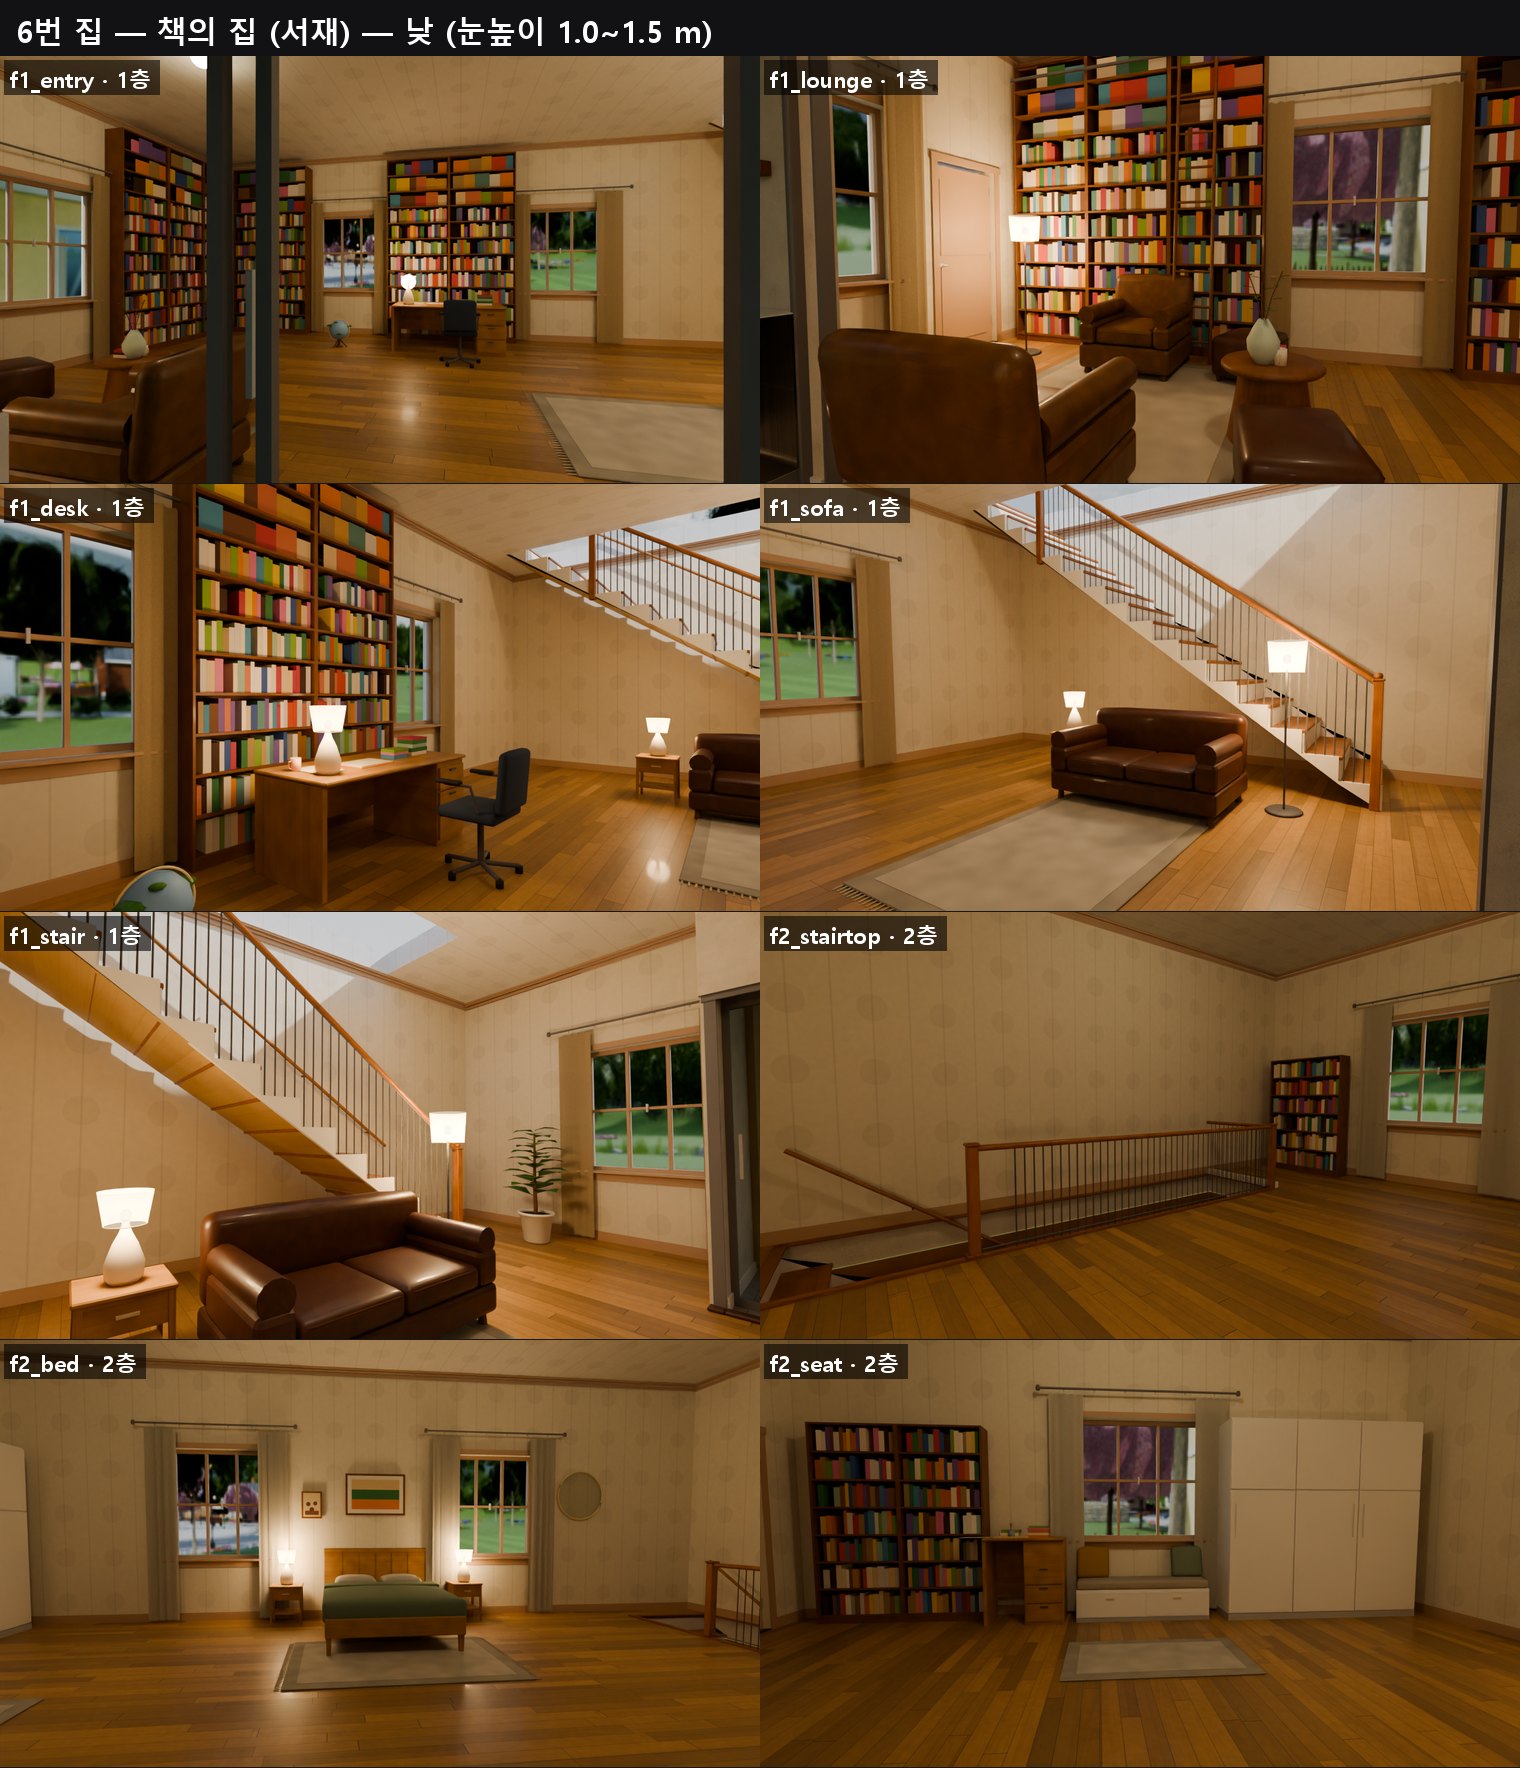 6번 집 — 책의 집 (서재) — 낮 (눈높이 1.0~1.5 m)
f1_entry · 1층
f1_lounge · 1층
f1_desk · 1층
f1_sofa · 1층
f1_stair · 1층
f2_stairtop · 2층
f2_bed · 2층
f2_seat · 2층